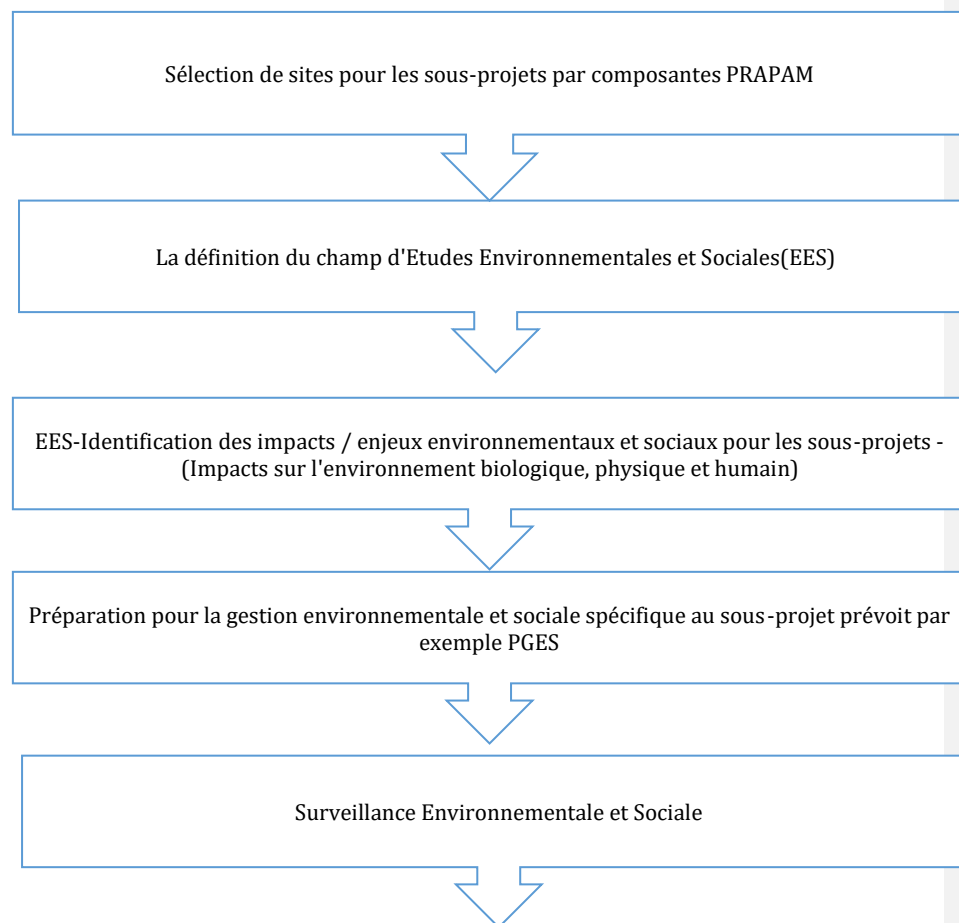 Sélection de sites pour les sous-projets par composantes PRAPAM
La définition du champ d'Etudes Environnementales et Sociales(EES)
EES-Identification des impacts / enjeux environnementaux et sociaux pour les sous-projets -
(Impacts sur l'environnement biologique, physique et humain)
Préparation pour la gestion environnementale et sociale spécifique au sous-projet prévoit par
exemple PGES
Surveillance Environnementale et Sociale